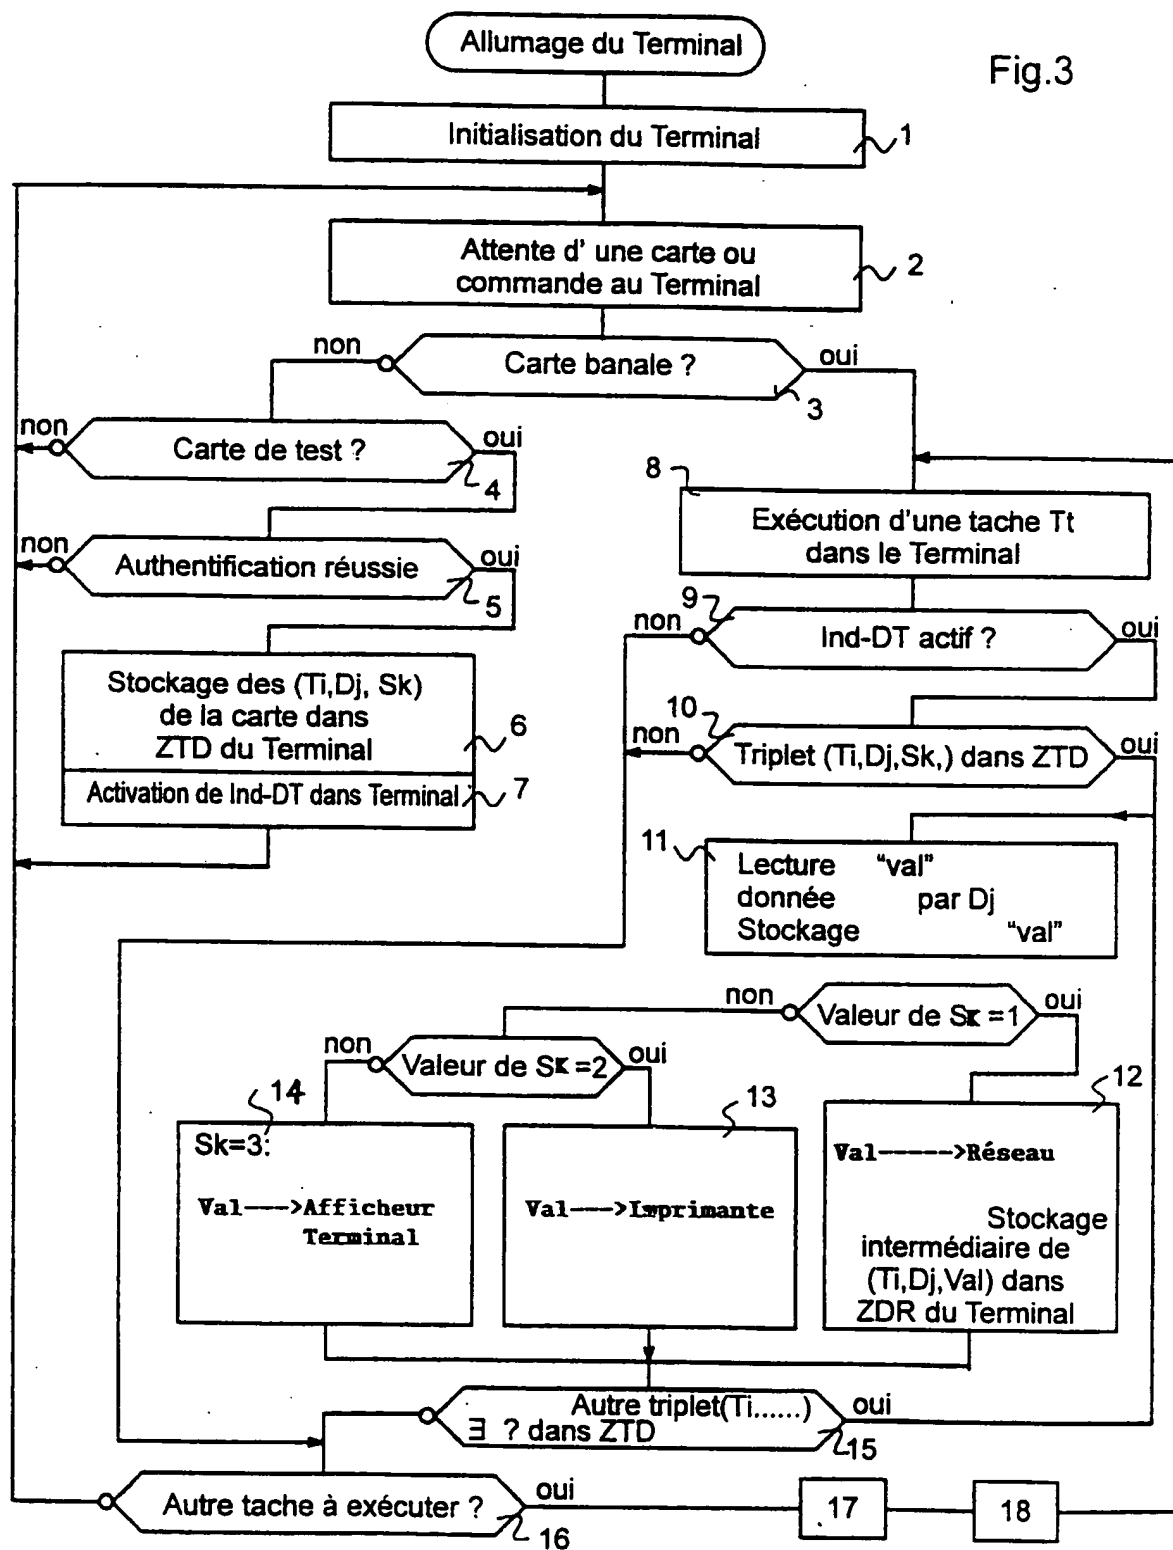 Allumage du Terminal
Fig.3
Initialisation du Terminal
1
Attente d' une carte ou
commande au Terminal
2
non
Carte banale ?
oui
3
non
Carte de test ?
oui
4
8
Exécution d'une tache Tt
dans le Terminal
non
Authentification réussie
oui
5
9
non
Ind-DT actif ?
oui
Stockage des (Ti,Dj, Sk)
de la carte dans
ZTD du Terminal
6
10
non
Triplet (Ti,Dj,Sk,) dans ZTD
oui
Activation de Ind-DT dans Terminal
7
11
Lecture "val"
donnée par Dj
Stockage "val"
non
Valeur de SK =1
oui
non
Valeur de SK =2
oui
14
Sk=3:
Val--->Afficheur
Terminal
13
Val--->Imprimante
12
Val----->Réseau
Stockage
intermédiaire de
(Ti,Dj,Val) dans
ZDR du Terminal
Autre triplet(Ti......)
∃ ? dans ZTD
oui
15
Autre tache à exécuter ?
oui
16
17
18